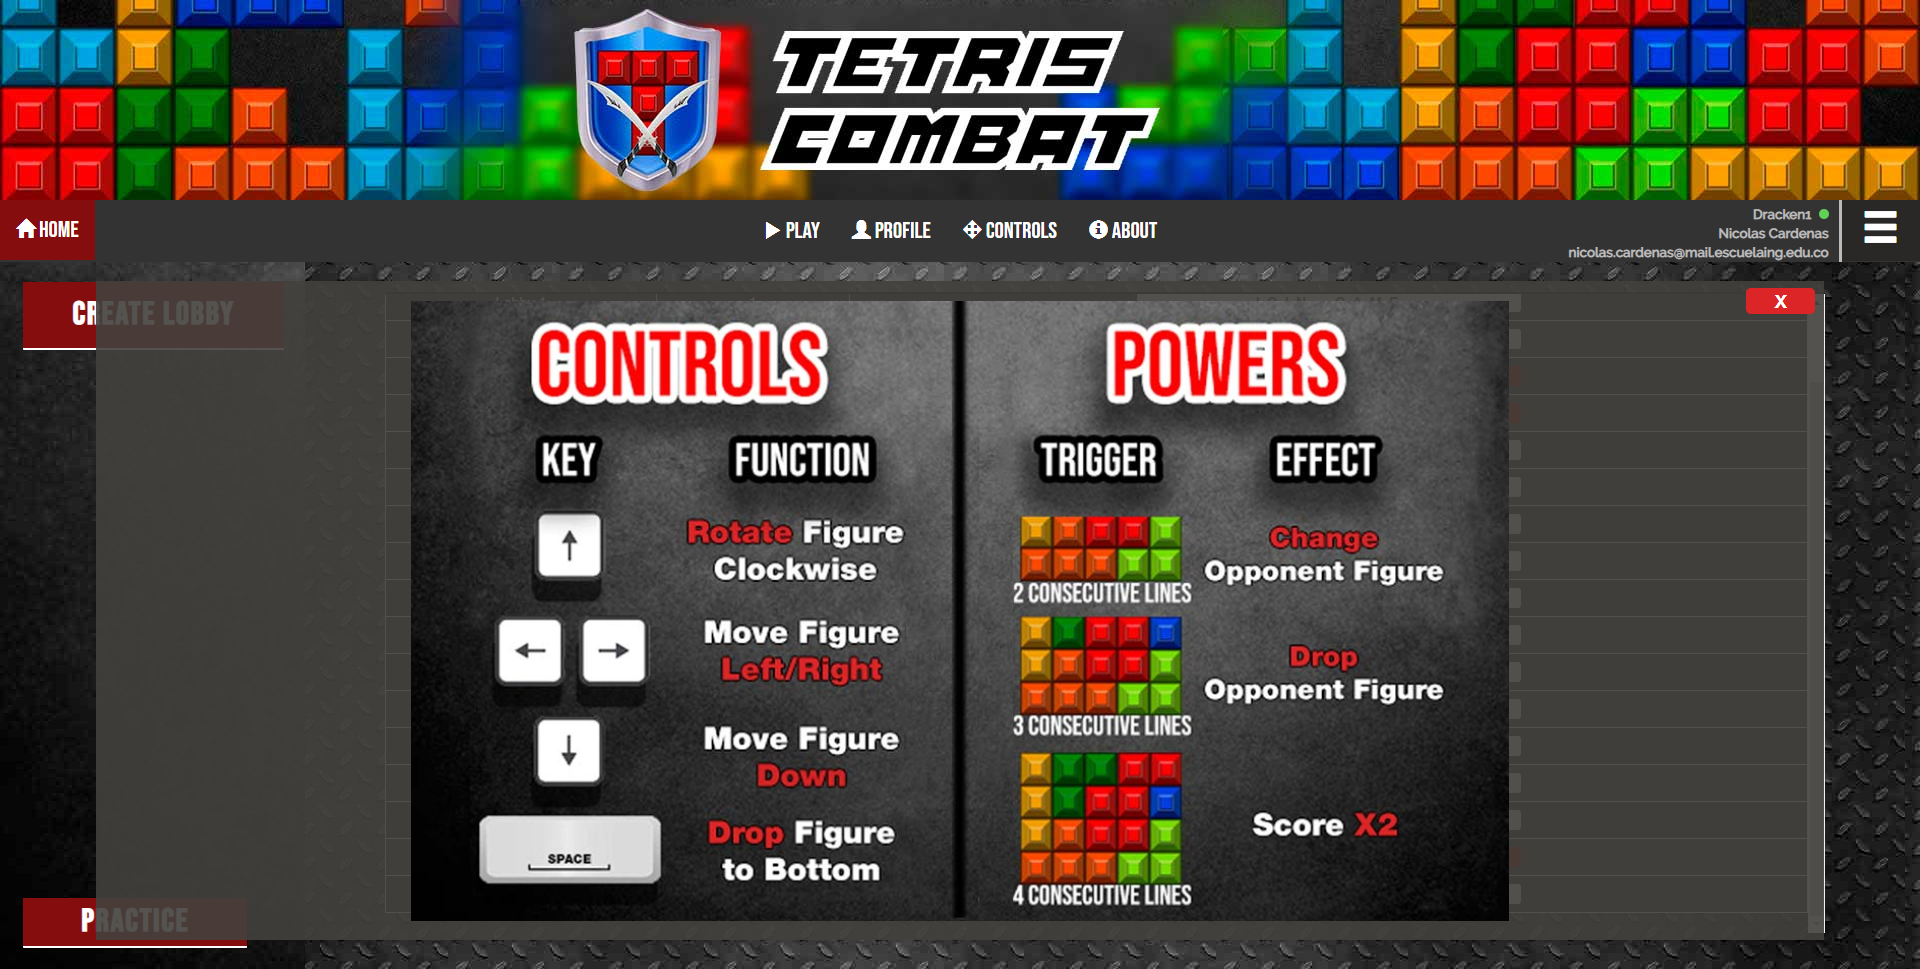 TETRIS
COMBAT
HOME
PLAY
PROFILE
CONTROLS
ABOUT
Dracken1
Nicolas Cardenas
nicolas.cardenas@mail.escuelaing.edu.co
CREATE LOBBY
X
CONTROLS
KEY
FUNCTION
Rotate Figure
Clockwise
Move Figure
Left/Right
Move Figure
Down
SPACE
Drop Figure
to Bottom
POWERS
TRIGGER
EFFECT
2 CONSECUTIVE LINES
Change
Opponent Figure
3 CONSECUTIVE LINES
Drop
Opponent Figure
4 CONSECUTIVE LINES
Score X2
PRACTICE